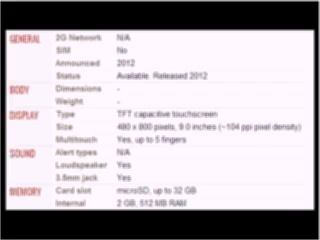 GENERAL 2G Network N/A
SIM No
Announced 2012
Status Available. Released 2012
BODY Dimensions -
Weight -
DISPLAY Type TFT capacitive touchscreen
Size 480 x 800 pixels, 9.0 inches (~104 ppi pixel density)
Multitouch Yes, up to 5 fingers
SOUND Alert types N/A
Loudspeaker Yes
3.5mm jack Yes
MEMORY Card slot microSD, up to 32 GB
Internal 2 GB, 512 MB RAM